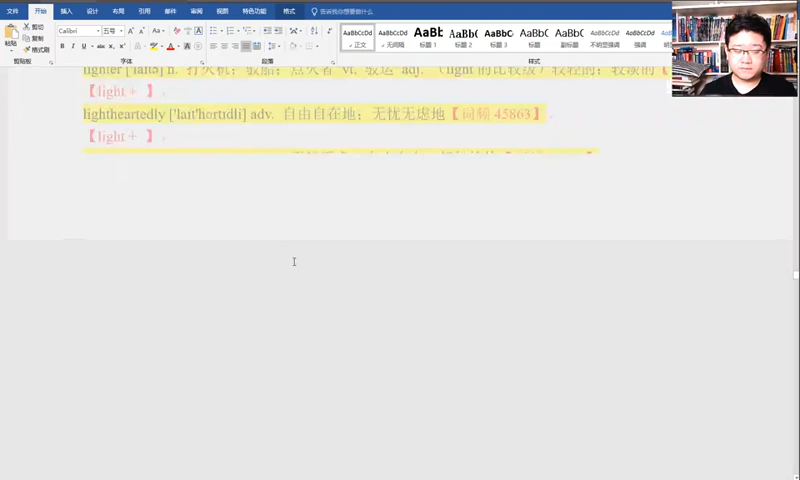 文件 开始 插入 设计 布局 引用 邮件 审阅 视图 特色功能 格式 告诉我你想要做什么
粘贴 剪切 复制 格式刷 Calibri 五号
AaBbCcDd AaBbCcDd AaBb AaBb( AaBbC AaBb( AaBbC AaBbCcDd AaBbCcDd AaBbCcDd
正文 无间隔 标题 1 标题 2 标题 3 标题 副标题 不明显强调 强调
剪贴板 字体 段落 样式
lighter n. 打火机；驳船；点火者 vt. 驳运 adj. （light 的比较级）较轻的；较淡的
【light + 】
lightheartedly ['laɪt'hɑrtɪdli] adv. 自由自在地；无忧无虑地【词频 45863】
【light＋ 】